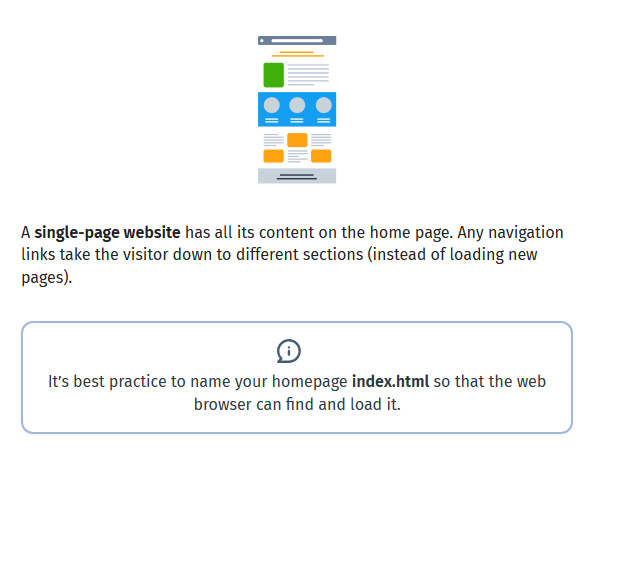 A single-page website has all its content on the home page. Any navigation
links take the visitor down to different sections (instead of loading new
pages).
It’s best practice to name your homepage index.html so that the web
browser can find and load it.